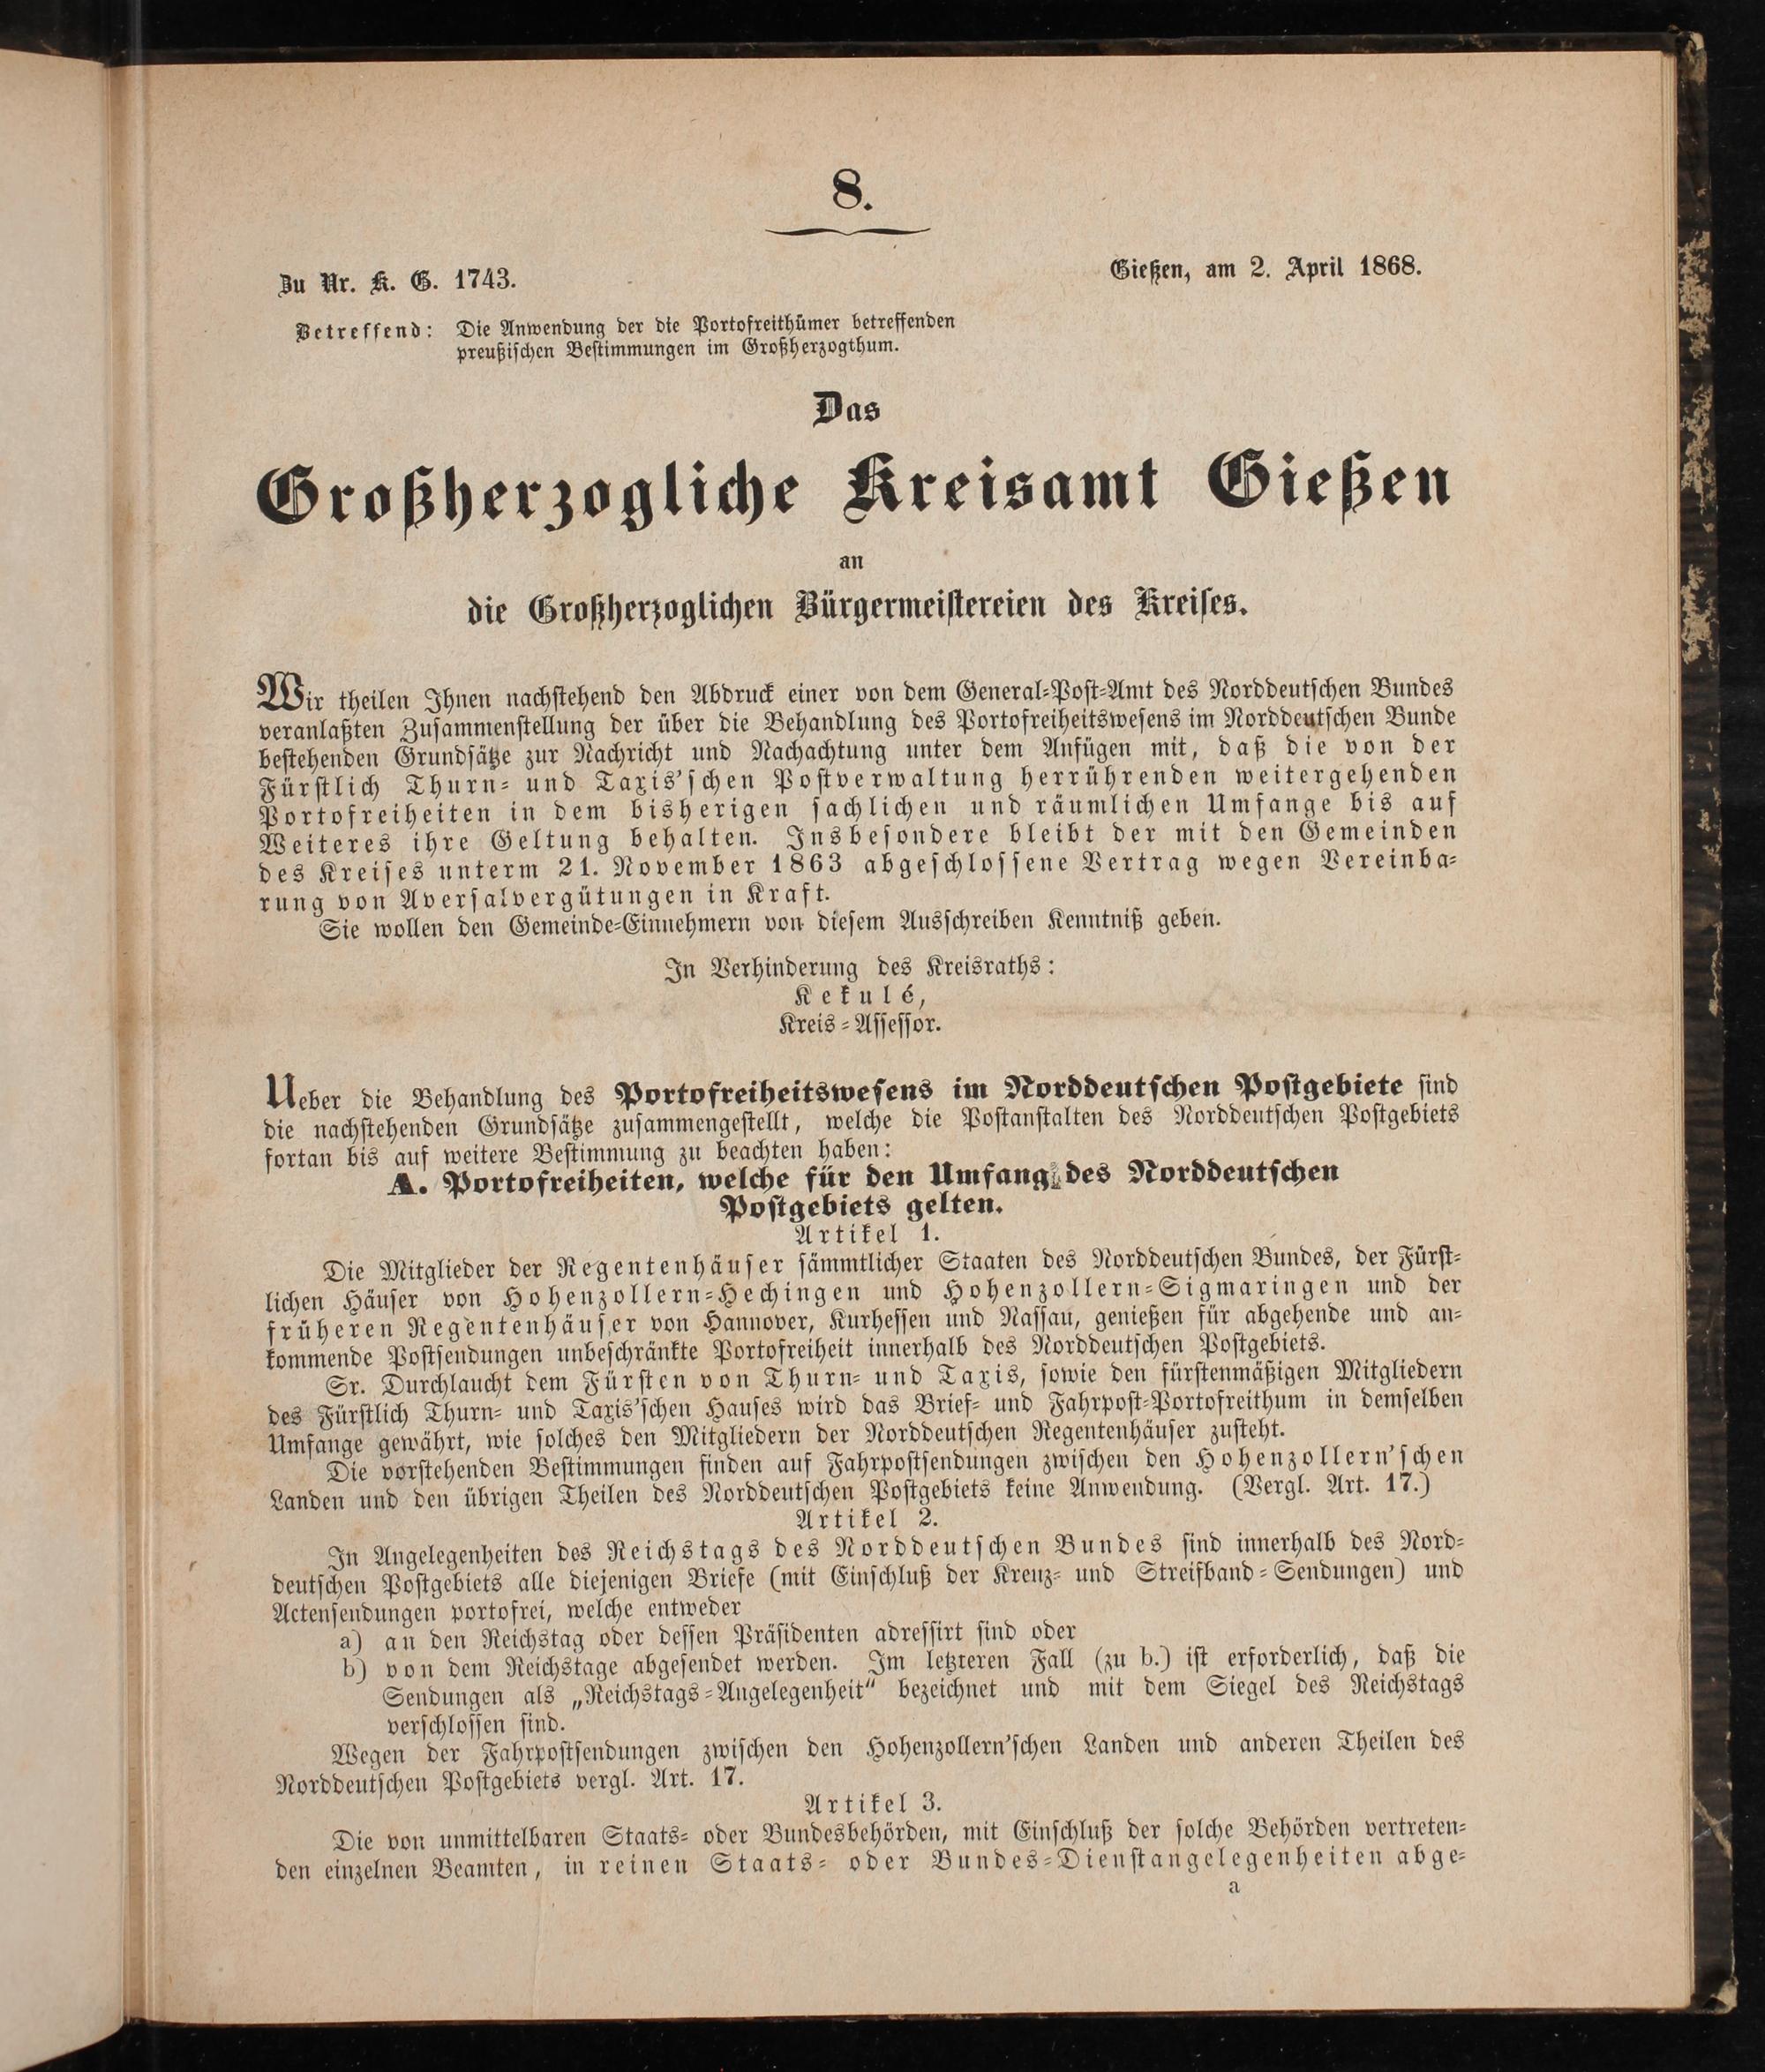 8.
Zu Nr. K. G. 1743.
Gießen, am 2. April 1868.
Betreffend: Die Anwendung der die Portofreithümer betreffenden
preußischen Bestimmungen im Großherzogthum.
Das
Großherzogliche Kreisamt Gießen
an
die Großherzoglichen Bürgermeistereien des Kreises.
Wir theilen Ihnen nachstehend den Abdruck einer von dem General-Post-Amt des Norddeutschen Bundes
veranlaßten Zusammenstellung der über die Behandlung des Portofreiheitswesens im Norddeutschen Bunde
bestehenden Grundsätze zur Nachricht und Nachachtung unter dem Anfügen mit, daß die von der
Fürstlich Thurn- und Taxis'schen Postverwaltung herrührenden weitergehenden
Portofreiheiten in dem bisherigen sachlichen und räumlichen Umfange bis auf
Weiteres ihre Geltung behalten. Insbesondere bleibt der mit den Gemeinden
des Kreises unterm 21. November 1863 abgeschlossene Vertrag wegen Vereinba-
rung von Aversalvergütungen in Kraft.
Sie wollen den Gemeinde-Einnehmern von diesem Ausschreiben Kenntniß geben.
In Verhinderung des Kreisraths:
Kekulé,
Kreis-Assessor.
Ueber die Behandlung des Portofreiheitswesens im Norddeutschen Postgebiete sind
die nachstehenden Grundsätze zusammengestellt, welche die Postanstalten des Norddeutschen Postgebiets
fortan bis auf weitere Bestimmung zu beachten haben:
A. Portofreiheiten, welche für den Umfang des Norddeutschen
Postgebiets gelten.
Artikel 1.
Die Mitglieder der Regentenhäuser sämmtlicher Staaten des Norddeutschen Bundes, der Fürst-
lichen Häuser von Hohenzollern-Hechingen und Hohenzollern-Sigmaringen und der
früheren Regentenhäuser von Hannover, Kurhessen und Nassau, genießen für abgehende und an-
kommende Postsendungen unbeschränkte Portofreiheit innerhalb des Norddeutschen Postgebiets.
Sr. Durchlaucht dem Fürsten von Thurn- und Taxis, sowie den fürstenmäßigen Mitgliedern
des Fürstlich Thurn- und Taxis'schen Hauses wird das Brief- und Fahrpost-Portofreithum in demselben
Umfange gewährt, wie solches den Mitgliedern der Norddeutschen Regentenhäuser zusteht.
Die vorstehenden Bestimmungen finden auf Fahrpostsendungen zwischen den Hohenzollern'schen
Landen und den übrigen Theilen des Norddeutschen Postgebiets keine Anwendung. (Vergl. Art. 17.)
Artikel 2.
In Angelegenheiten des Reichstags des Norddeutschen Bundes sind innerhalb des Nord-
deutschen Postgebiets alle diejenigen Briefe (mit Einschluß der Kreuz- und Streifband-Sendungen) und
Actensendungen portofrei, welche entweder
a) an den Reichstag oder dessen Präsidenten adressirt sind oder
b) von dem Reichstage abgesendet werden. Im letzteren Fall (zu b.) ist erforderlich, daß die
Sendungen als „Reichstags-Angelegenheit“ bezeichnet und mit dem Siegel des Reichstags
verschlossen sind.
Wegen der Fahrpostsendungen zwischen den Hohenzollern'schen Landen und anderen Theilen des
Norddeutschen Postgebiets vergl. Art. 17.
Artikel 3.
Die von unmittelbaren Staats- oder Bundesbehörden, mit Einschluß der solche Behörden vertreten-
den einzelnen Beamten, in reinen Staats- oder Bundes-Dienstangelegenheiten abge-
a